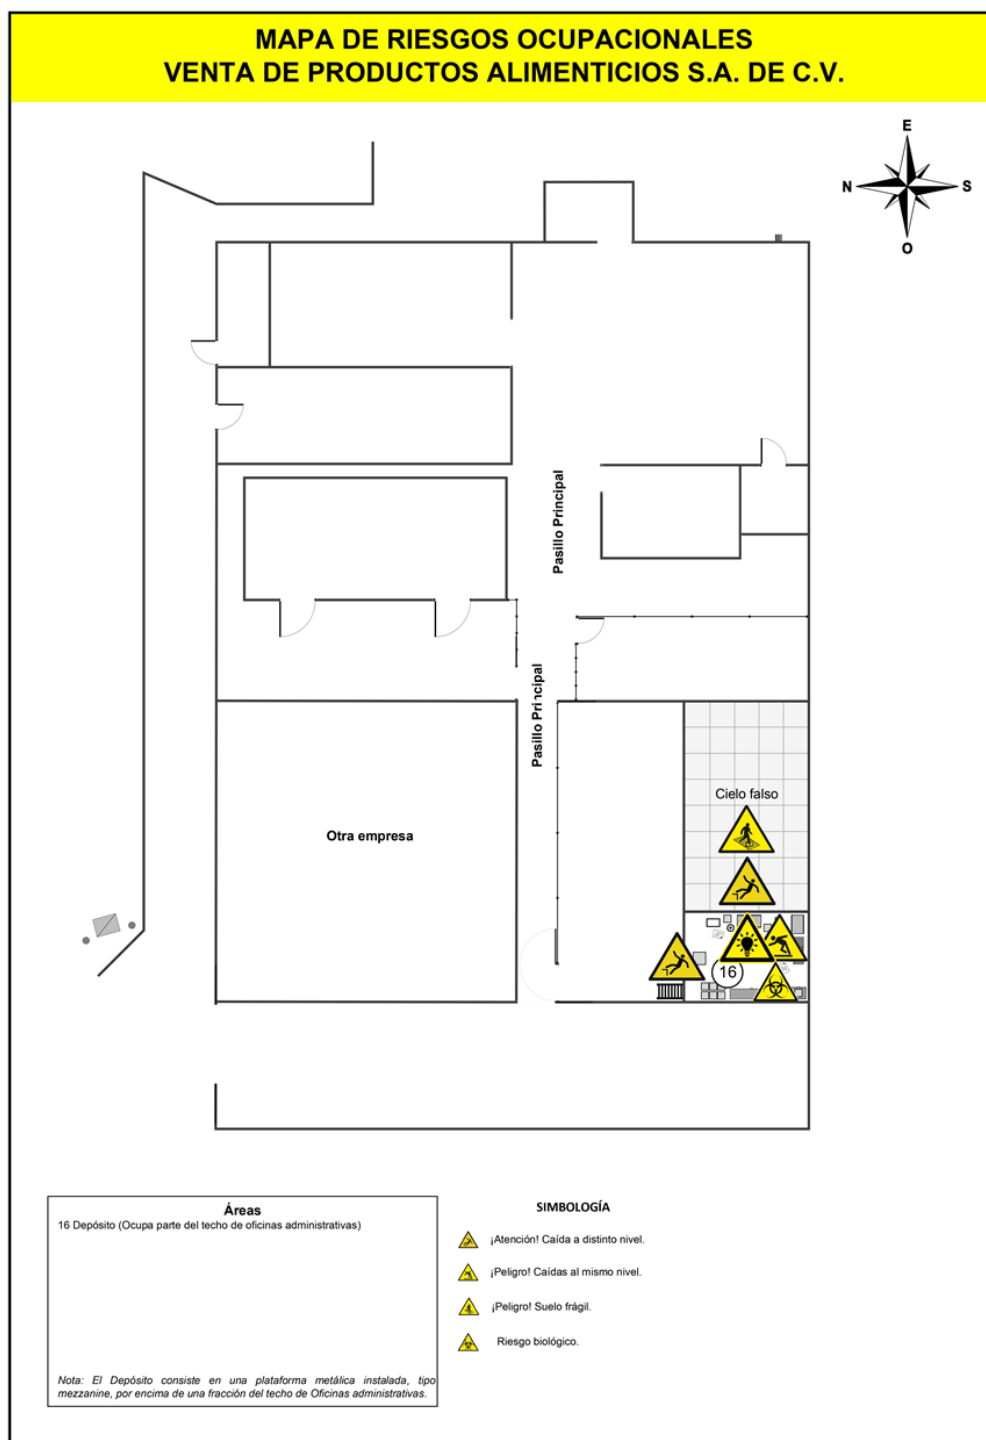 MAPA DE RIESGOS OCUPACIONALES
VENTA DE PRODUCTOS ALIMENTICIOS S.A. DE C.V.
E
N
S
O
Pasillo Principal
Pasillo Principal
Cielo falso
Otra empresa
16
Áreas
16 Depósito (Ocupa parte del techo de oficinas administrativas)
Nota: El Depósito consiste en una plataforma metálica instalada, tipo
mezzanine, por encima de una fracción del techo de Oficinas administrativas.
SIMBOLOGÍA
¡Atención! Caída a distinto nivel.
¡Peligro! Caídas al mismo nivel.
¡Peligro! Suelo frágil.
Riesgo biológico.